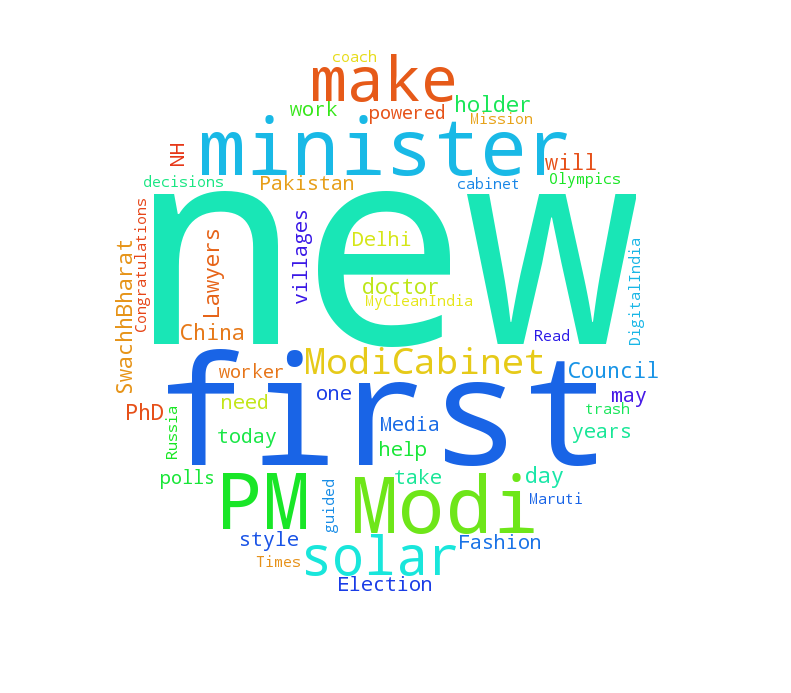 coach
make
work
powered
holder
Mission
minister
NH
will
decisions
Pakistan
cabinet
Olympics
new
Congratulations
SwachhBharat
Lawyers
villages
Delhi
doctor
MyCleanIndia
DigitalIndia
China
Read
first
ModiCabinet
worker
Council
one
may
need
PhD
Russia
today
Media
trash
years
help
polls
PM
guided
take
Modi
day
Maruti
style
solar
Fashion
Times
Election